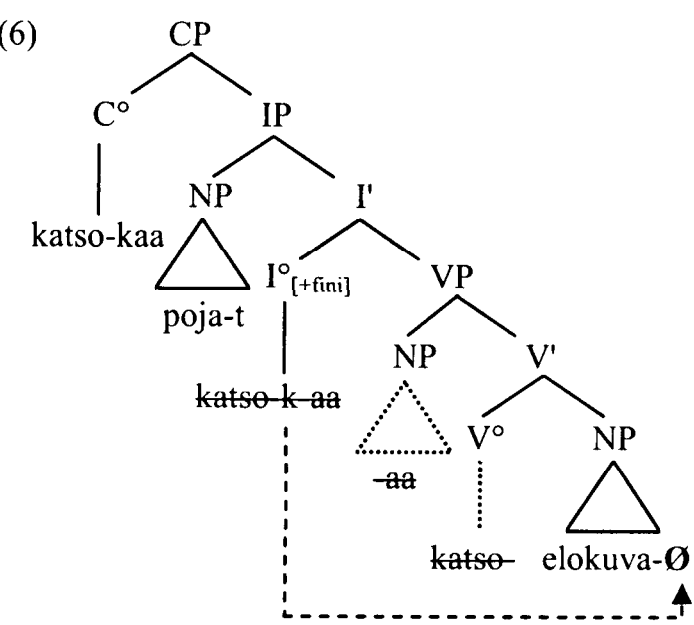 (6) CP
C° IP
NP I'
katso-kaa
I°[+fini] VP
poja-t
NP V'
katso-k-aa
V° NP
-aa
katso- elokuva-Ø